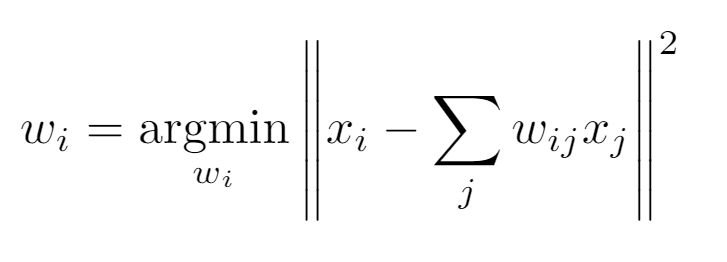 $w_i = \underset{w_i}{\operatorname{argmin}} \left\| x_i - \sum_j w_{ij} x_j \right\|^2$